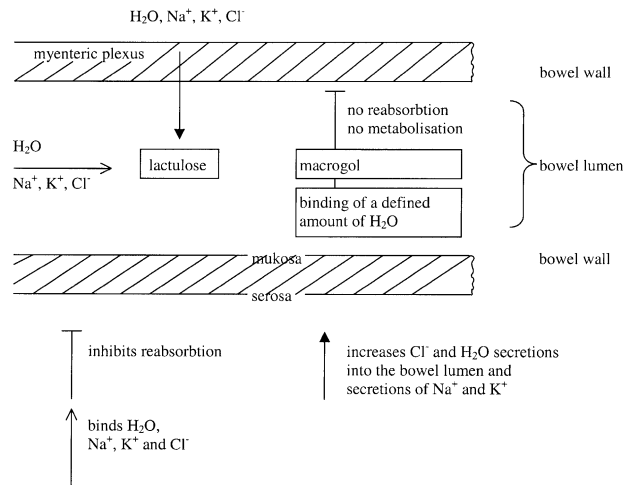 H₂O, Na⁺, K⁺, Cl⁻
myenteric plexus
bowel wall
no reabsorbtion
no metabolisation
H₂O
Na⁺, K⁺, Cl⁻
lactulose
macrogol
bowel lumen
binding of a defined
amount of H₂O
mukosa
bowel wall
serosa
inhibits reabsorbtion
increases Cl⁻ and H₂O secretions
into the bowel lumen and
secretions of Na⁺ and K⁺
binds H₂O,
Na⁺, K⁺ and Cl⁻